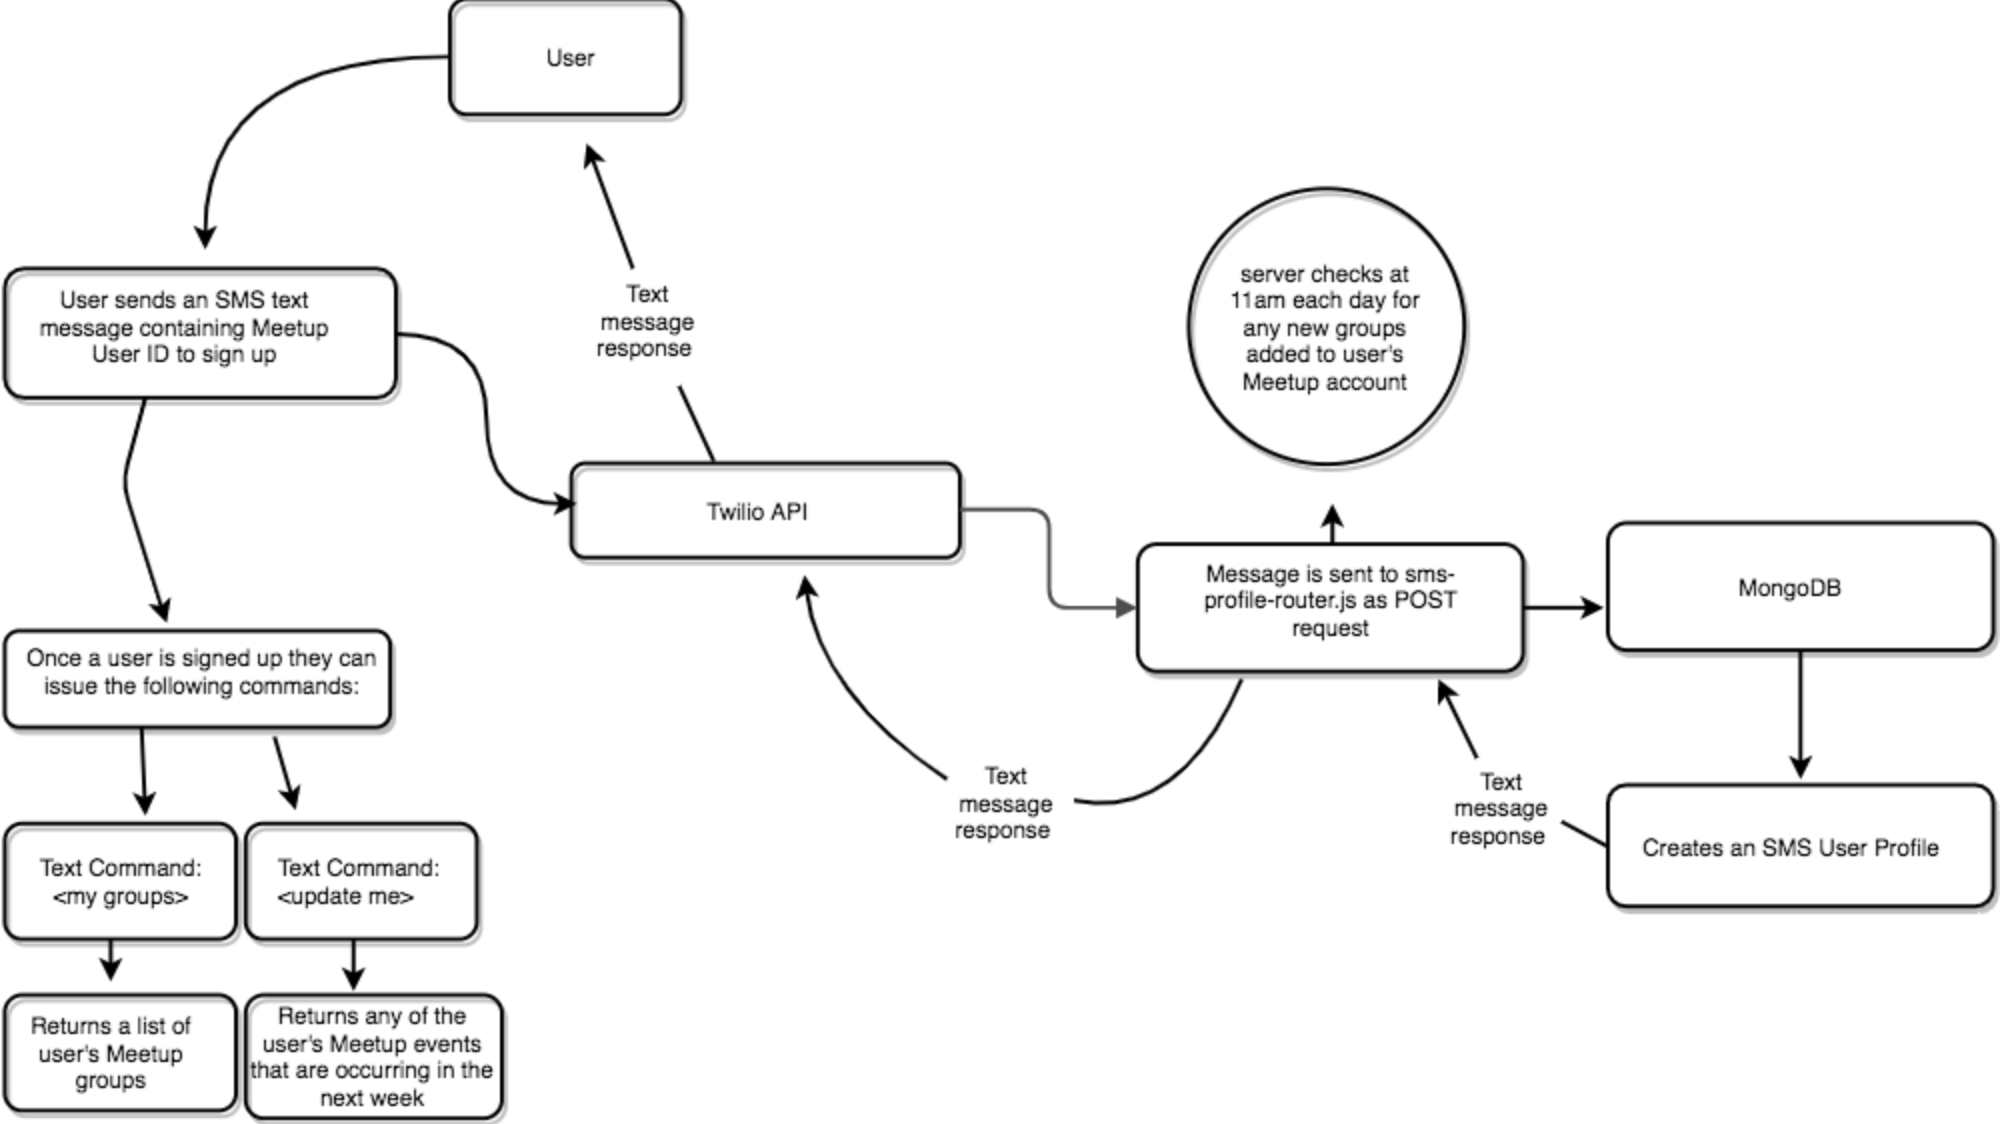 User
User sends an SMS text
message containing Meetup
User ID to sign up
Text
message
response
server checks at
11am each day for
any new groups
added to user's
Meetup account
Twilio API
Message is sent to sms-
profile-router.js as POST
request
MongoDB
Once a user is signed up they can
issue the following commands:
Text
message
response
Text
message
response
Creates an SMS User Profile
Text Command:
<my groups>
Text Command:
<update me>
Returns a list of
user's Meetup
groups
Returns any of the
user's Meetup events
that are occurring in the
next week